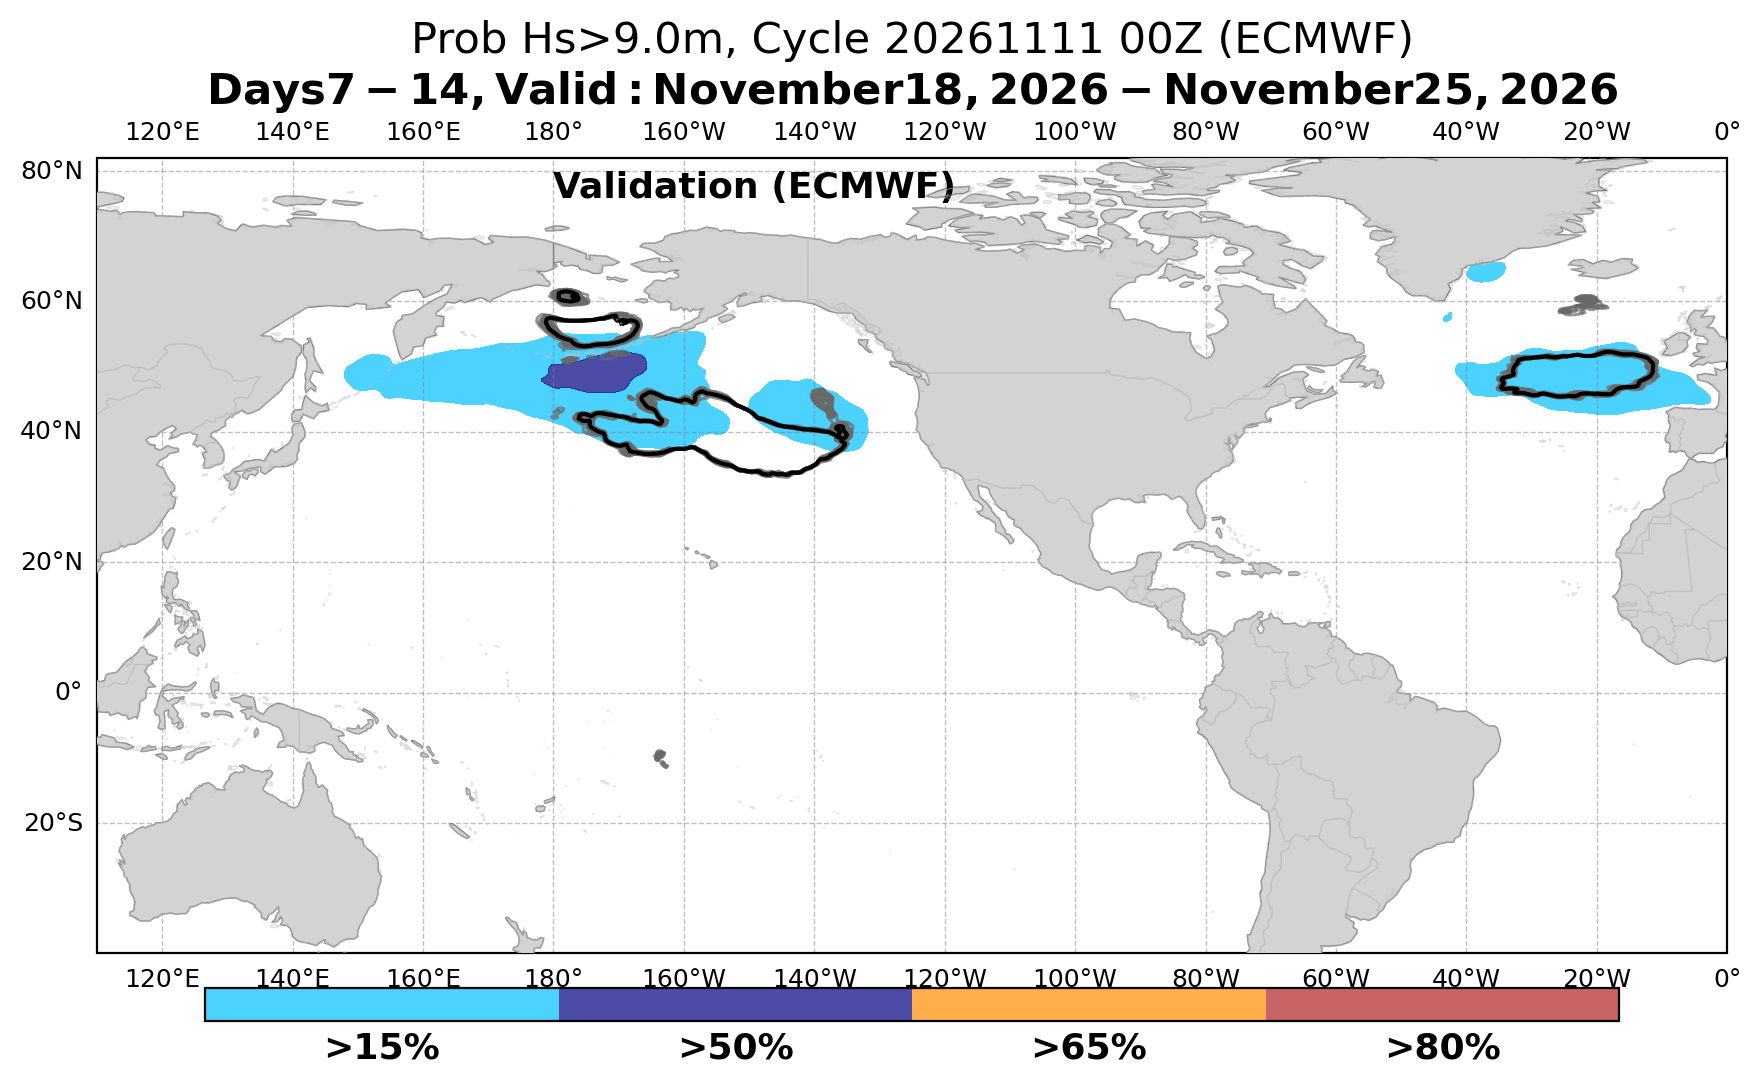 Prob Hs>9.0m, Cycle 20261111 00Z (ECMWF)
Days7 − 14, Valid : November18, 2026 − November25, 2026
120°E 140°E 160°E 180° 160°W 140°W 120°W 100°W 80°W 60°W 40°W 20°W 0°
80°N
Validation (ECMWF)
60°N
40°N
20°N
0°
20°S
120°E 140°E 160°E 180° 160°W 140°W 120°W 100°W 80°W 60°W 40°W 20°W 0°
>15% >50% >65% >80%